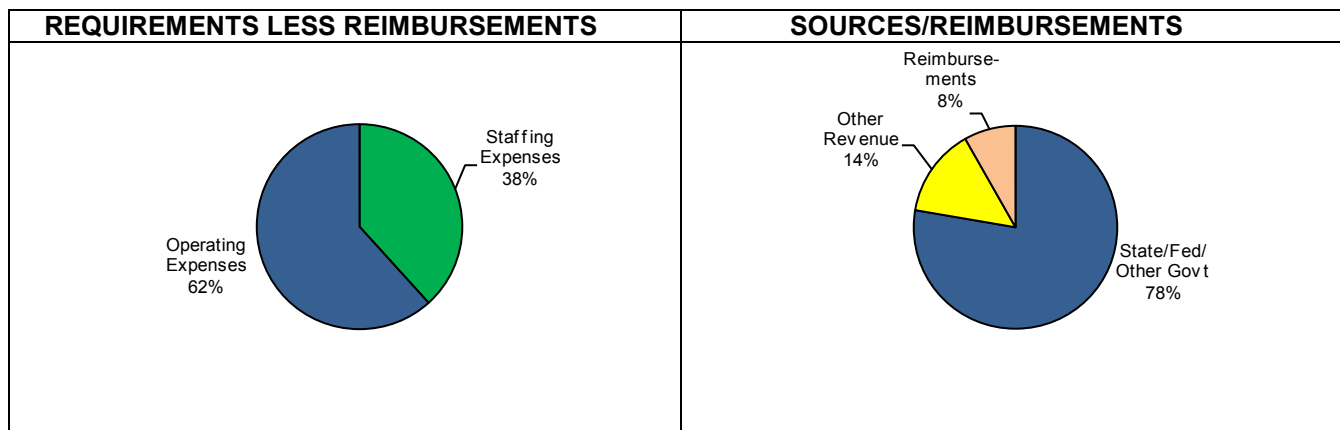 REQUIREMENTS LESS REIMBURSEMENTS
Staffing
Expenses
38%
Operating
Expenses
62%
SOURCES/REIMBURSEMENTS
Reimburse-
ments
8%
Other
Revenue
14%
State/Fed/
Other Govt
78%